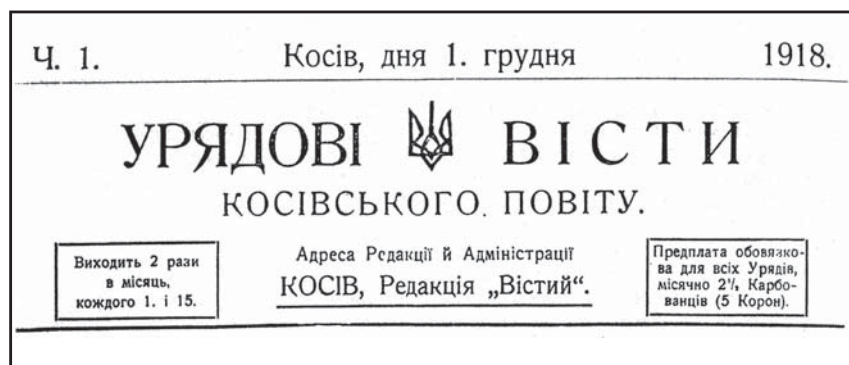 Ч. 1. Косів, дня 1. грудня 1918.
УРЯДОВІ ВІСТИ
КОСІВСЬКОГО. ПОВІТУ.
Виходить 2 рази
в місяць,
кождого 1. і 15.
Адреса Редакції й Адміністрації
КОСІВ, Редакція „Вістий“.
Предплата обовязко-
ва для всіх Урядів,
місячно 2½ Карбо-
ванців (5 Корон).